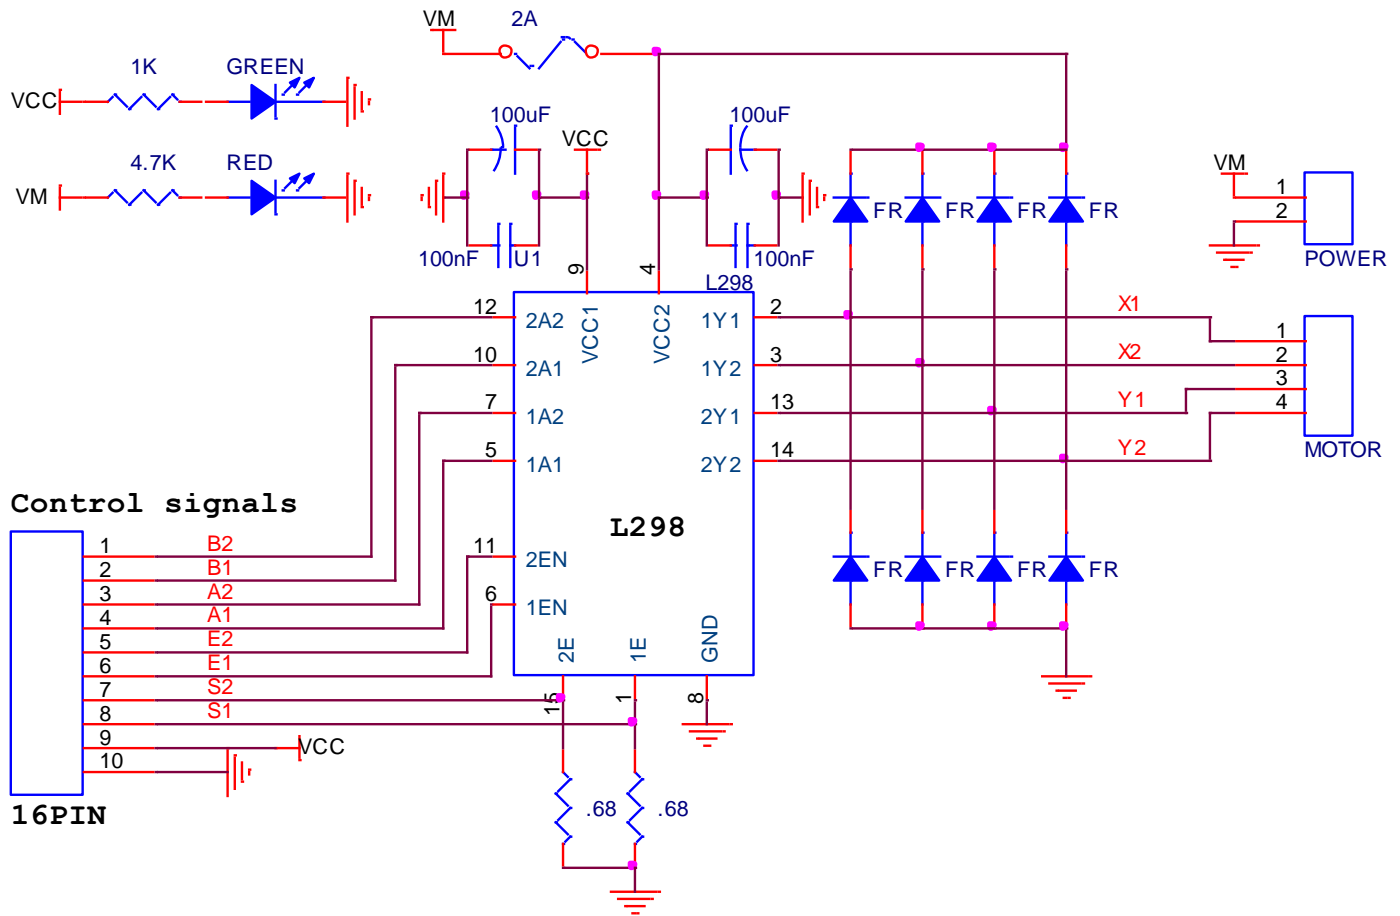 VM 2A
1K GREEN
VCC
100uF VCC 100uF
4.7K RED
VM
VM
1
2
POWER
FR FR FR FR
100nF U1 9 4 100nF
L298
12 2A2 VCC1 VCC2 1Y1 2 X1
10 2A1 1Y2 3 X2
7 1A2 2Y1 13 Y1
5 1A1 2Y2 14 Y2
1
2
3
4
MOTOR
Control signals
L298
1 B2
2 B1
3 A2
4 A1
5 E2
6 E1
7 S2
8 S1
9 VCC
10
16PIN
11 2EN
6 1EN
2E 1E GND
15 1 8
FR FR FR FR
.68 .68